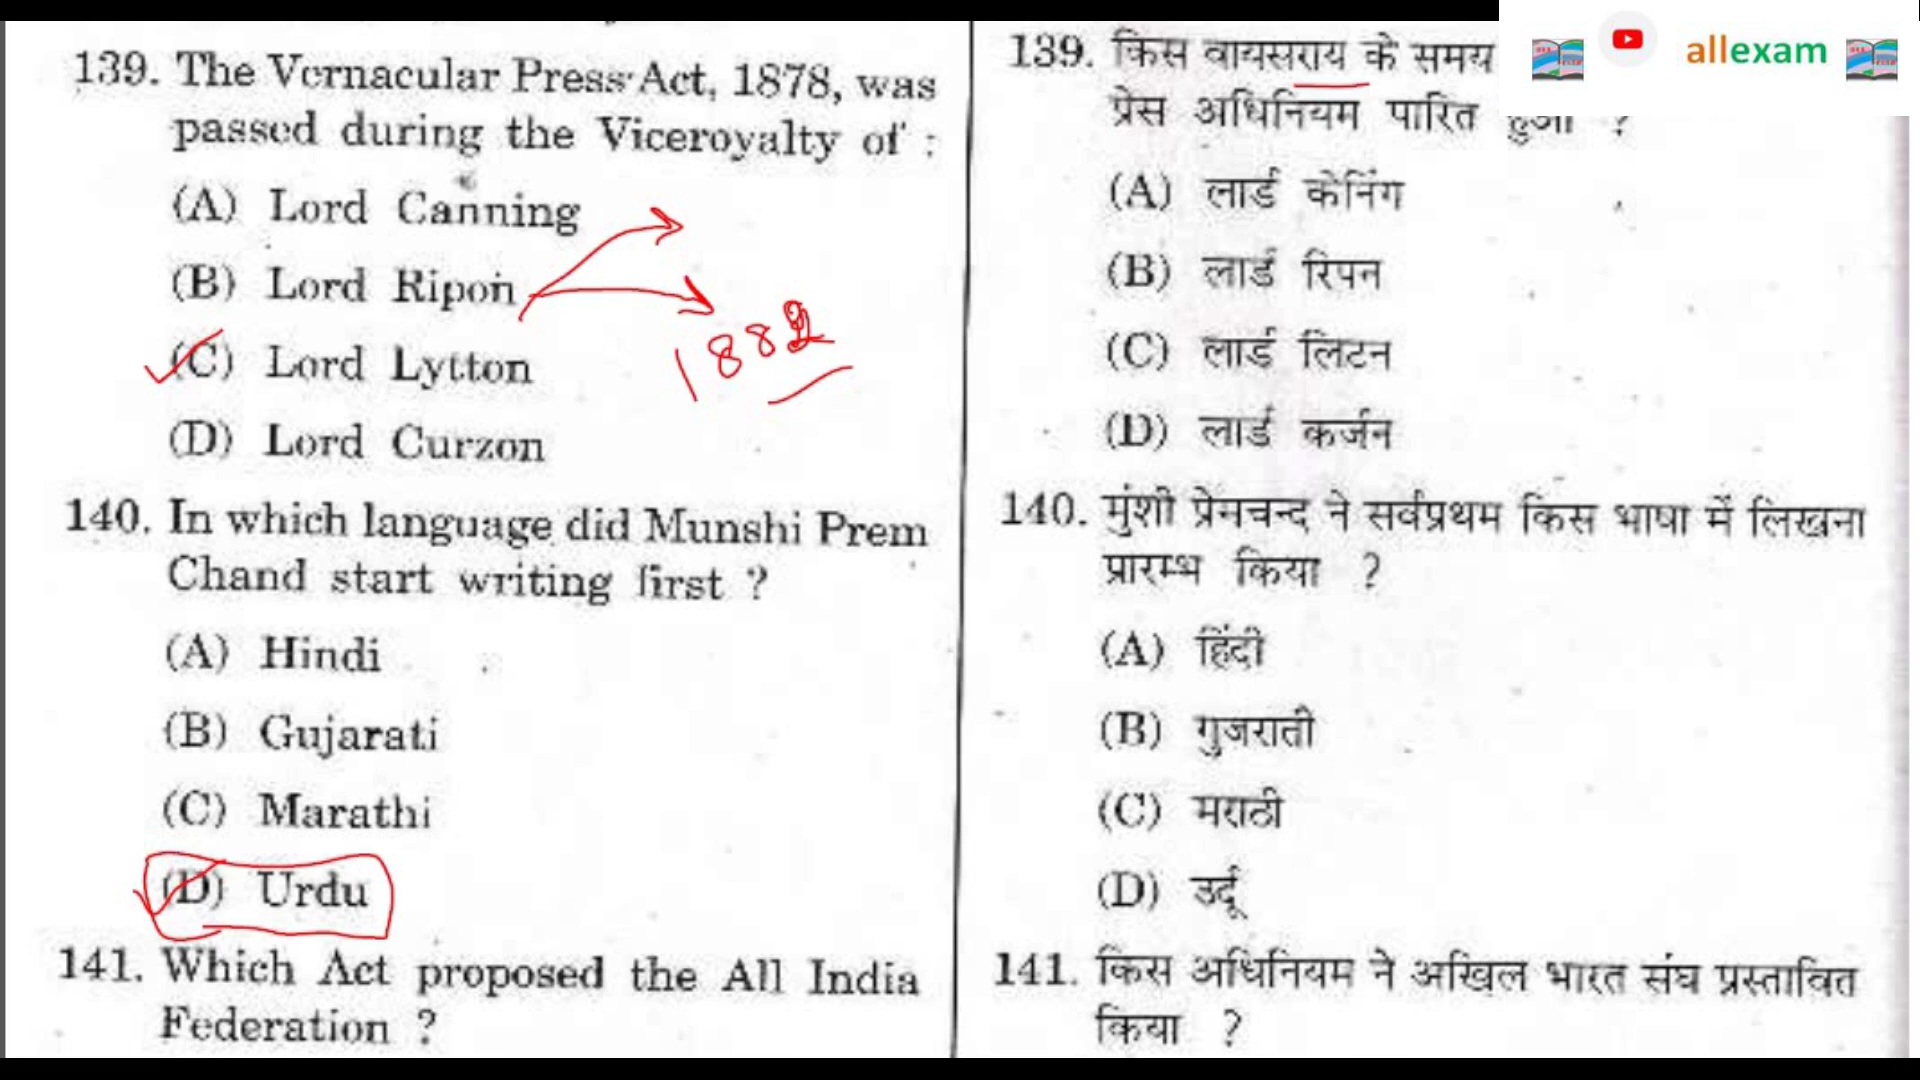 139. The Vernacular Press Act, 1878, was
passed during the Viceroyalty of :
(A) Lord Canning
(B) Lord Ripon
(C) Lord Lytton
(D) Lord Curzon
1882
140. In which language did Munshi Prem
Chand start writing first ?
(A) Hindi
(B) Gujarati
(C) Marathi
(D) Urdu
141. Which Act proposed the All India
Federation ?
allexam
139. किस वायसराय के समय
प्रेस अधिनियम पारित हुआ ?
(A) लार्ड केनिंग
(B) लार्ड रिपन
(C) लार्ड लिटन
(D) लार्ड कर्जन
140. मुंशी प्रेमचन्द ने सर्वप्रथम किस भाषा में लिखना
प्रारम्भ किया ?
(A) हिंदी
(B) गुजराती
(C) मराठी
(D) उर्दू
141. किस अधिनियम ने अखिल भारत संघ प्रस्तावित
किया ?